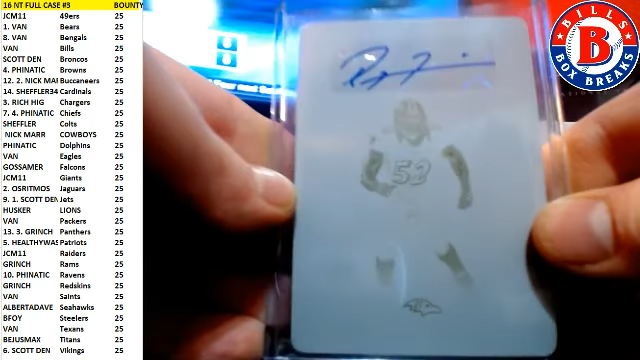 16 NT FULL CASE #3 BOUNTY
JCM11 49ers 25
1. VAN Bears 25
8. VAN Bengals 25
VAN Bills 25
SCOTT DEN Broncos 25
4. PHINATIC Browns 25
12. 2. NICK MAR Buccaneers 25
14. SHEFFLER34 Cardinals 25
3. RICH HIG Chargers 25
7. 4. PHINATIC Chiefs 25
SHEFFLER Colts 25
NICK MARR COWBOYS 25
PHINATIC Dolphins 25
VAN Eagles 25
GOSSAMER Falcons 25
JCM11 Giants 25
2. OSRITMOS Jaguars 25
9. 1. SCOTT DEN Jets 25
HUSKER LIONS 25
VAN Packers 25
13. 3. GRINCH Panthers 25
5. HEALTHYWAS Patriots 25
JCM11 Raiders 25
GRINCH Rams 25
10. PHINATIC Ravens 25
GRINCH Redskins 25
VAN Saints 25
ALBERTADAVE Seahawks 25
BFOY Steelers 25
VAN Texans 25
BEJUSMAX Titans 25
6. SCOTT DEN Vikings 25
BILLS
B
BOX BREAKS
52